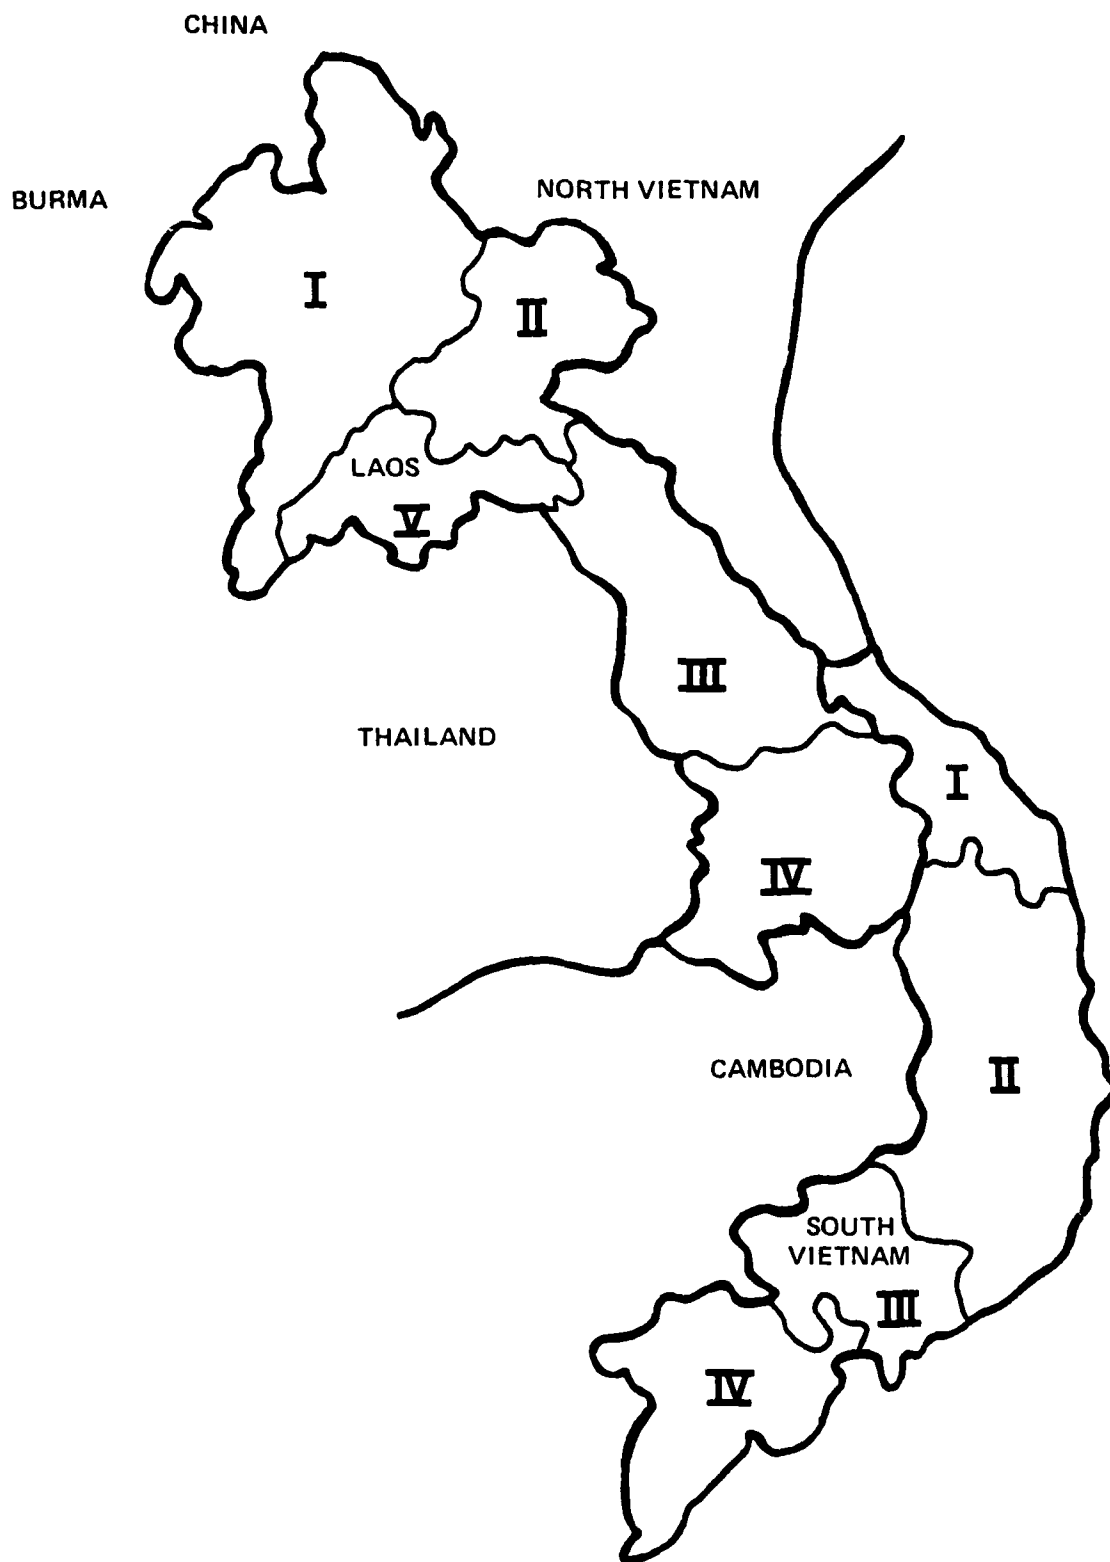 CHINA
BURMA
NORTH VIETNAM
I
II
LAOS
V
III
THAILAND
I
IV
CAMBODIA
II
SOUTH
VIETNAM
III
IV